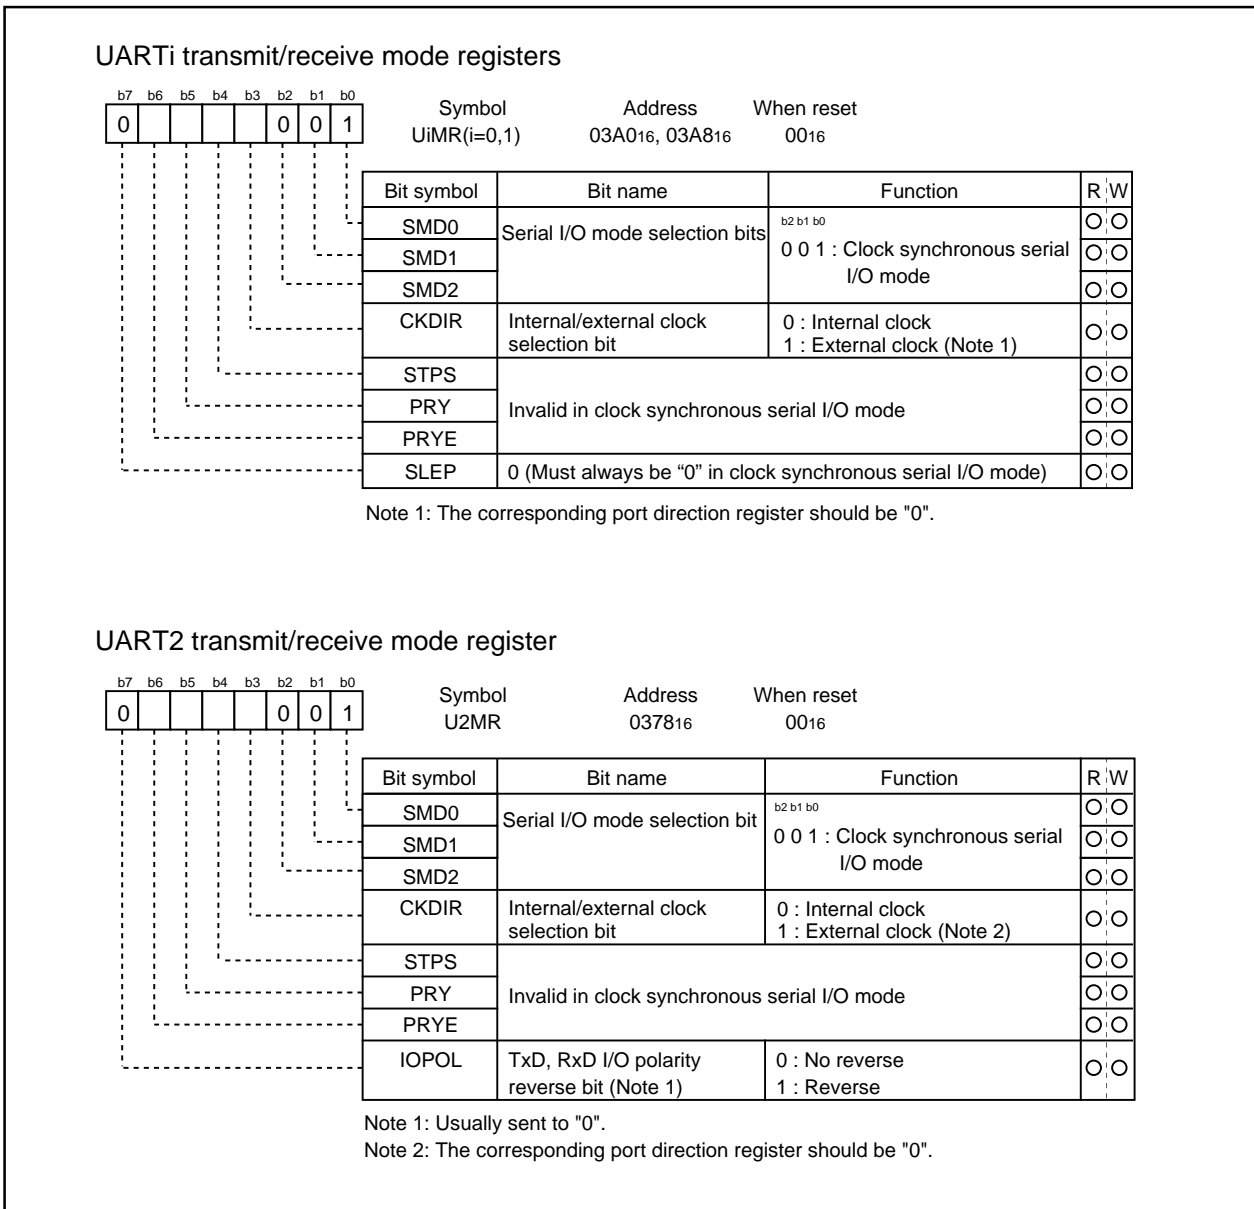 UARTi transmit/receive mode registers
b7 b6 b5 b4 b3 b2 b1 b0
0 0 0 1
Symbol Address When reset
UiMR(i=0,1) 03A016, 03A816 0016
Bit symbol Bit name Function R W
SMD0 Serial I/O mode selection bits b2 b1 b0
SMD1 0 0 1 : Clock synchronous serial
SMD2 I/O mode
CKDIR Internal/external clock 0 : Internal clock
selection bit 1 : External clock (Note 1)
STPS
PRY Invalid in clock synchronous serial I/O mode
PRYE
SLEP 0 (Must always be “0” in clock synchronous serial I/O mode)
Note 1: The corresponding port direction register should be "0".
UART2 transmit/receive mode register
b7 b6 b5 b4 b3 b2 b1 b0
0 0 0 1
Symbol Address When reset
U2MR 037816 0016
Bit symbol Bit name Function R W
SMD0 Serial I/O mode selection bit b2 b1 b0
SMD1 0 0 1 : Clock synchronous serial
SMD2 I/O mode
CKDIR Internal/external clock 0 : Internal clock
selection bit 1 : External clock (Note 2)
STPS
PRY Invalid in clock synchronous serial I/O mode
PRYE
IOPOL TxD, RxD I/O polarity 0 : No reverse
reverse bit (Note 1) 1 : Reverse
Note 1: Usually sent to "0".
Note 2: The corresponding port direction register should be "0".